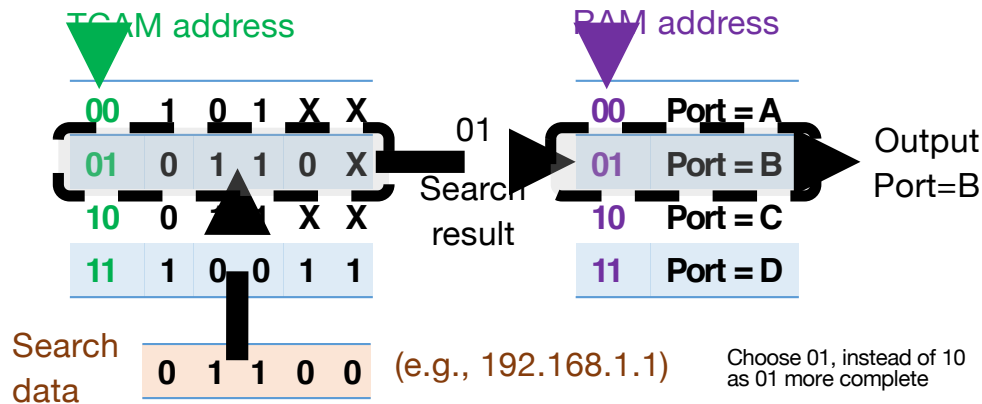 TCAM address
RAM address
00 1 0 1 X X
01 0 1 1 0 X
10 0 1 1 X X
11 1 0 0 1 1
01
Search
result
00 Port = A
01 Port = B
10 Port = C
11 Port = D
Output
Port=B
Search
data
0 1 1 0 0
(e.g., 192.168.1.1)
Choose 01, instead of 10
as 01 more complete